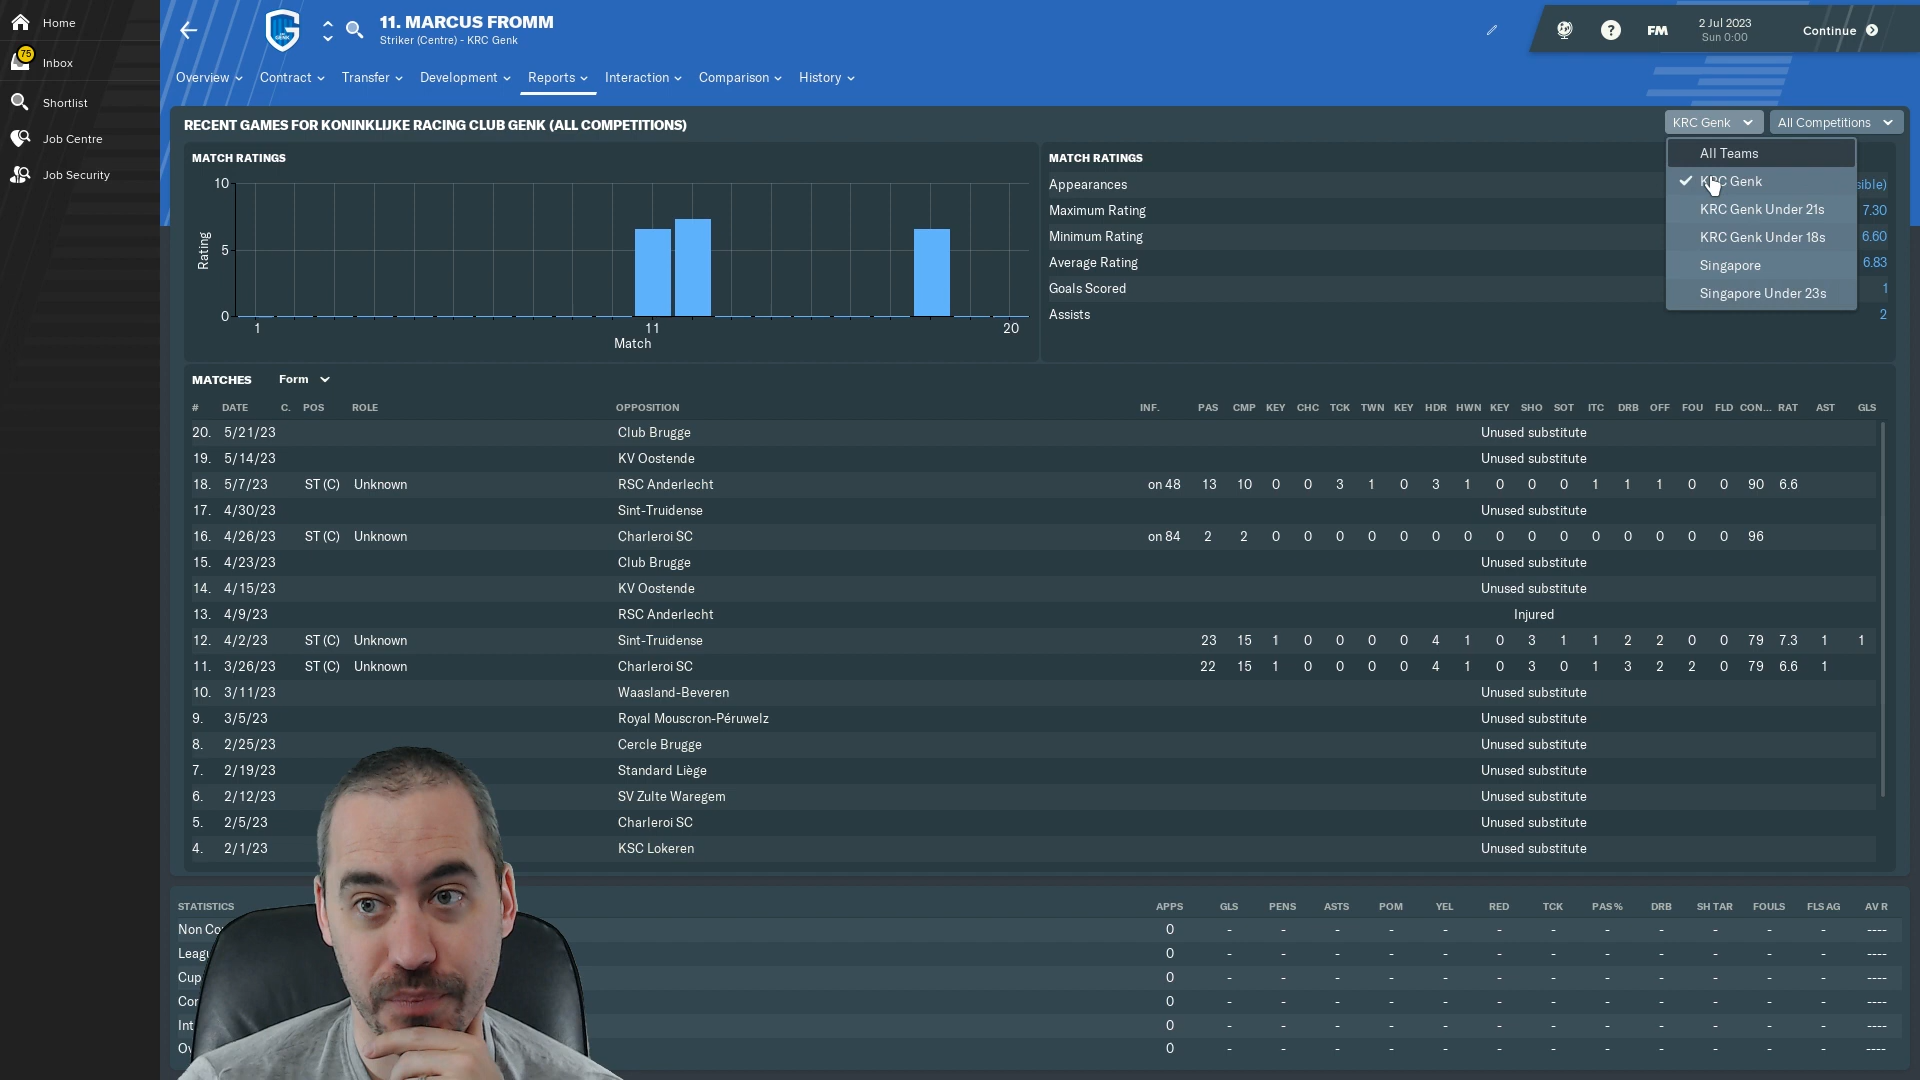 Home
75
Inbox
Shortlist
Job Centre
Job Security
GENK
11. MARCUS FROMM
Striker (Centre) - KRC Genk
FM
2 Jul 2023
Sun 0:00
Continue
Overview Contract Transfer Development Reports Interaction Comparison History
RECENT GAMES FOR KONINKLIJKE RACING CLUB GENK (ALL COMPETITIONS)
KRC Genk All Competitions
All Teams
KRC Genk
KRC Genk Under 21s
KRC Genk Under 18s
Singapore
Singapore Under 23s
MATCH RATINGS
10
5
0
Rating
1 11 20
Match
MATCH RATINGS
Appearances
Maximum Rating 7.30
Minimum Rating 6.60
Average Rating 6.83
Goals Scored 1
Assists 2
MATCHES Form
# DATE C. POS ROLE OPPOSITION INF. PAS CMP KEY CHC TCK TWN KEY HDR HWN KEY SHO SOT ITC DRB OFF FOU FLD CON... RAT AST GLS
20. 5/21/23 Club Brugge Unused substitute
19. 5/14/23 KV Oostende Unused substitute
18. 5/7/23 ST (C) Unknown RSC Anderlecht on 48 13 10 0 0 3 1 0 3 1 0 0 0 1 1 1 0 0 90 6.6
17. 4/30/23 Sint-Truidense Unused substitute
16. 4/26/23 ST (C) Unknown Charleroi SC on 84 2 2 0 0 0 0 0 0 0 0 0 0 0 0 0 0 0 96
15. 4/23/23 Club Brugge Unused substitute
14. 4/15/23 KV Oostende Unused substitute
13. 4/9/23 RSC Anderlecht Injured
12. 4/2/23 ST (C) Unknown Sint-Truidense 23 15 1 0 0 0 0 4 1 0 3 1 1 2 2 0 0 79 7.3 1 1
11. 3/26/23 ST (C) Unknown Charleroi SC 22 15 1 0 0 0 0 4 1 0 3 0 1 3 2 2 0 79 6.6 1
10. 3/11/23 Waasland-Beveren Unused substitute
9. 3/5/23 Royal Mouscron-Péruwelz Unused substitute
8. 2/25/23 Cercle Brugge Unused substitute
7. 2/19/23 Standard Liège Unused substitute
6. 2/12/23 SV Zulte Waregem Unused substitute
5. 2/5/23 Charleroi SC Unused substitute
4. 2/1/23 KSC Lokeren Unused substitute
STATISTICS APPS GLS PENS ASTS POM YEL RED TCK PAS % DRB SH TAR FOULS FLS AG AV R
Non 0 - - - - - - - - - - - - ----
0 - - - - - - - - - - - - ----
Cup 0 - - - - - - - - - - - - ----
0 - - - - - - - - - - - - ----
0 - - - - - - - - - - - - ----
0 - - - - - - - - - - - - ----